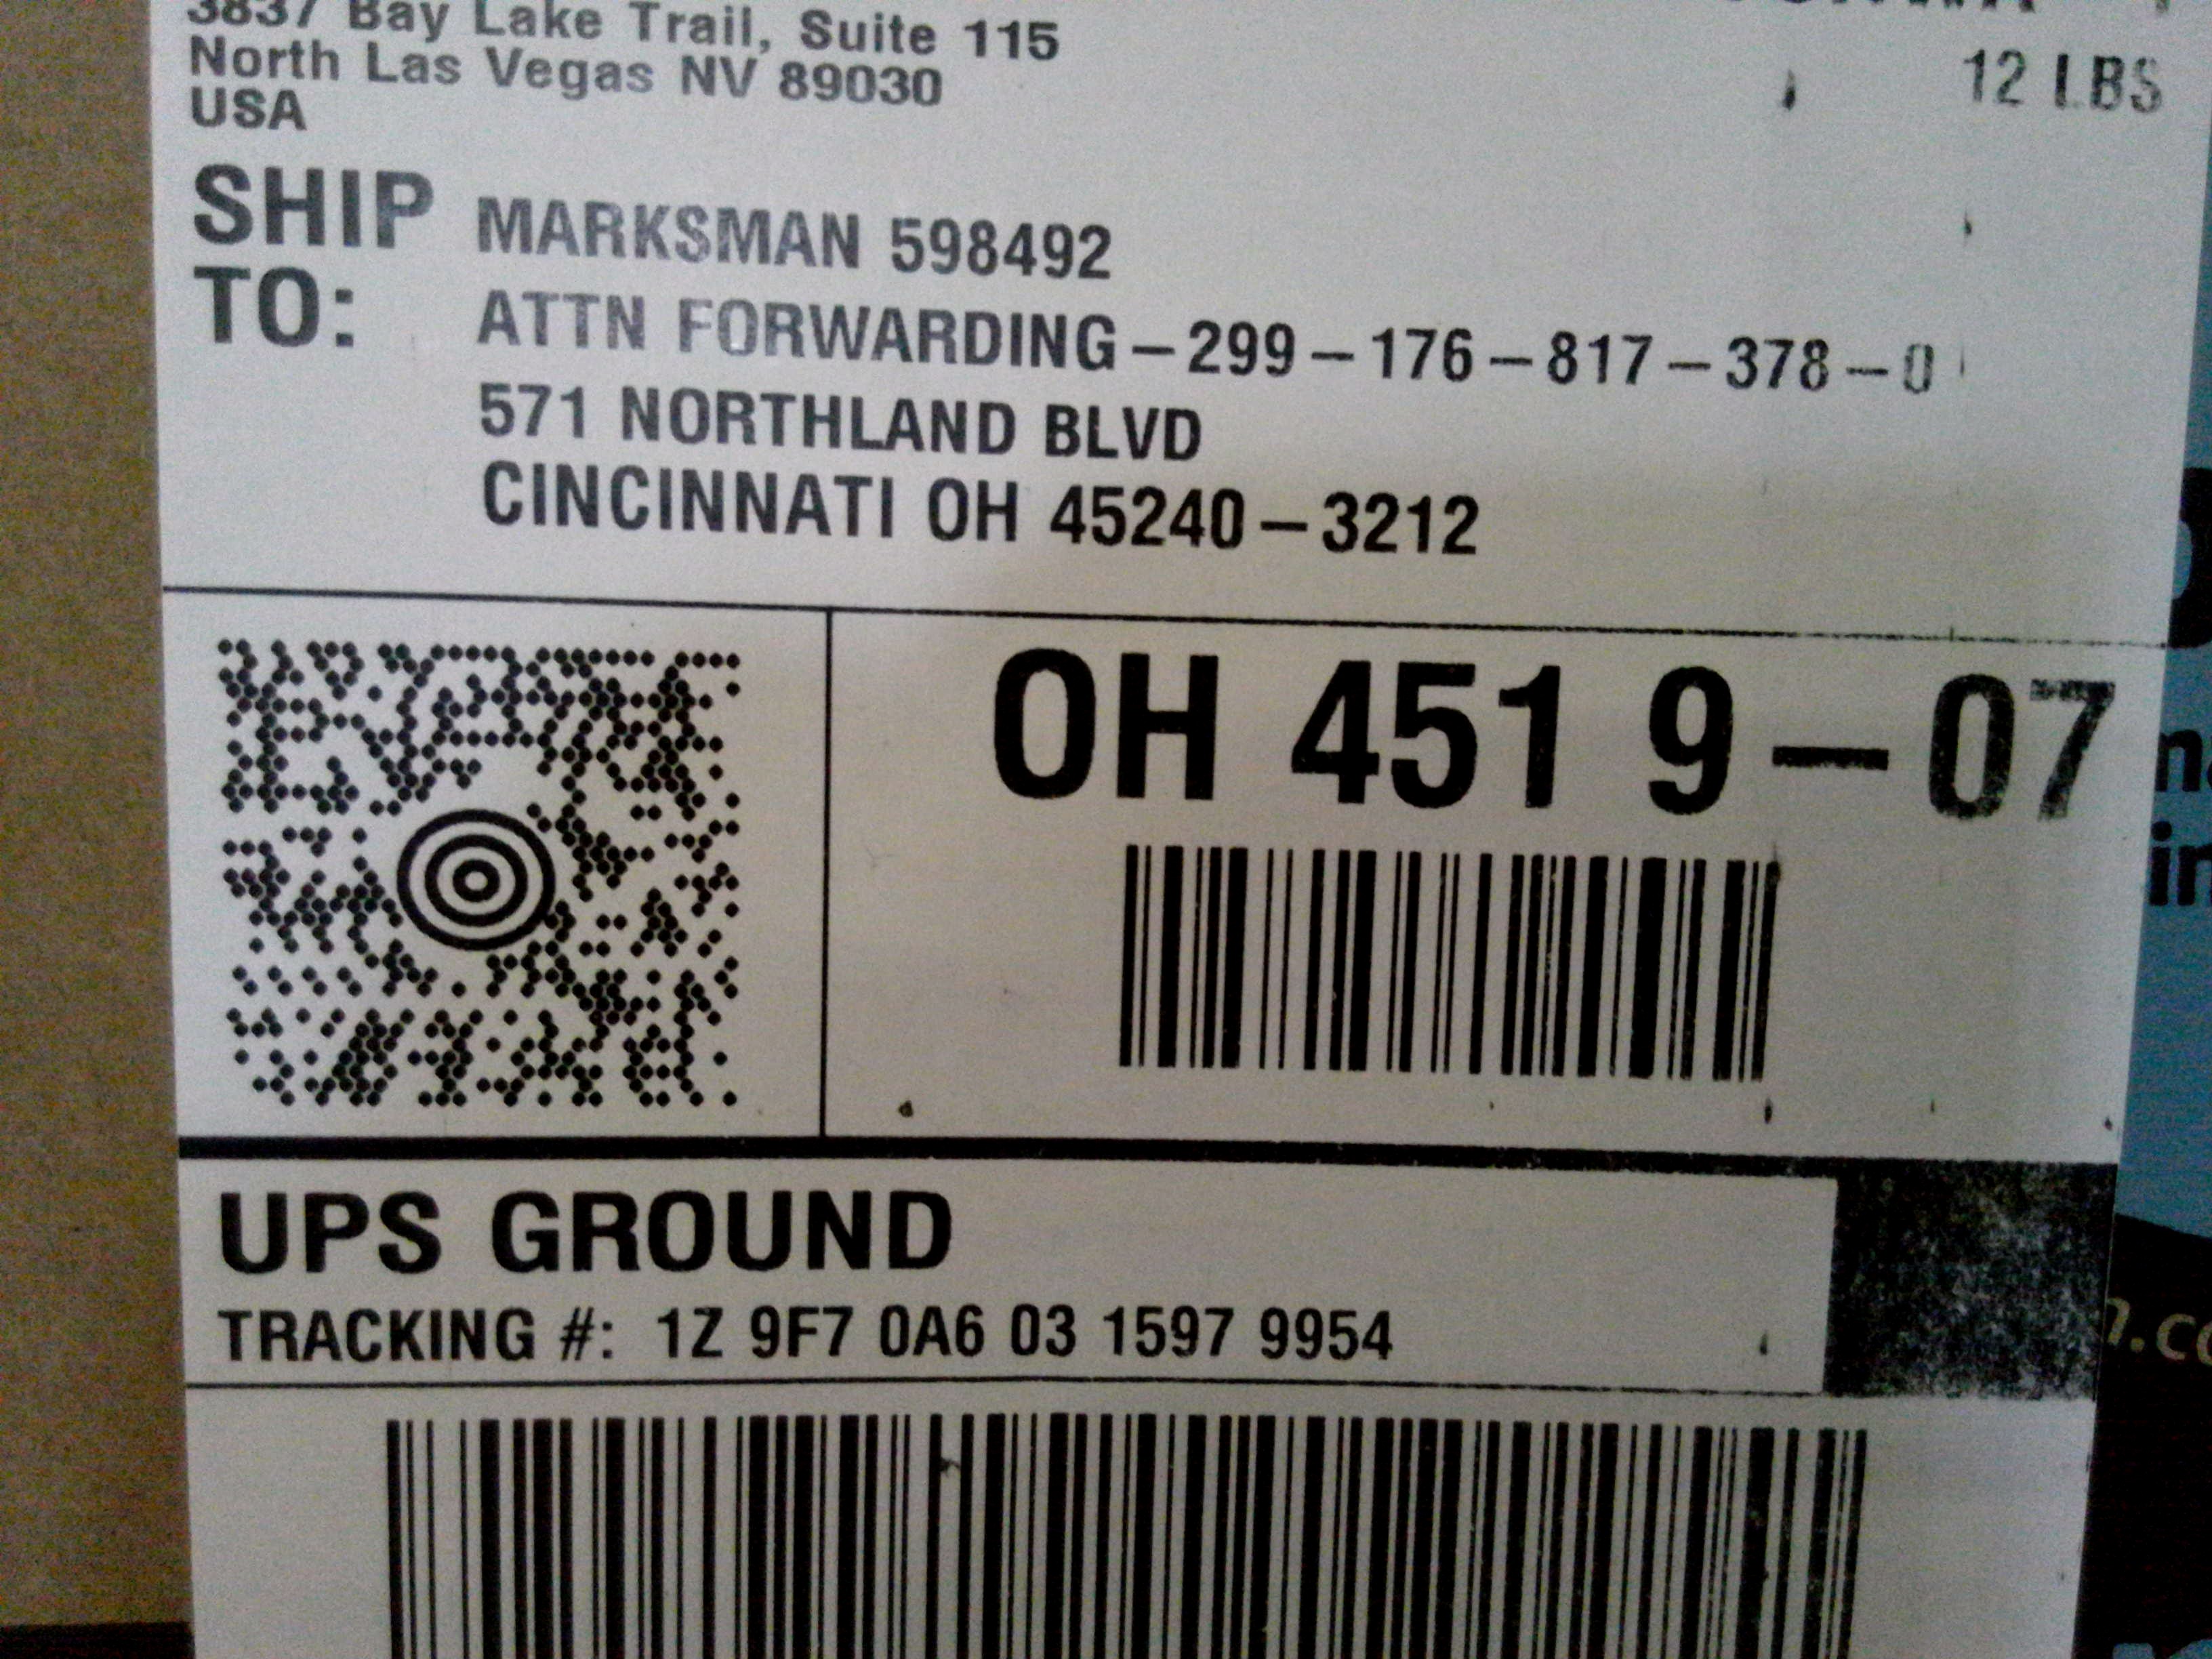 3837 Bay Lake Trail, Suite 115
North Las Vegas NV 89030
USA
12 LBS
SHIP TO:
MARKSMAN 598492
ATTN FORWARDING-299-176-817-378-0
571 NORTHLAND BLVD
CINCINNATI OH 45240-3212
OH 451 9-07
UPS GROUND
TRACKING #: 1Z 9F7 0A6 03 1597 9954